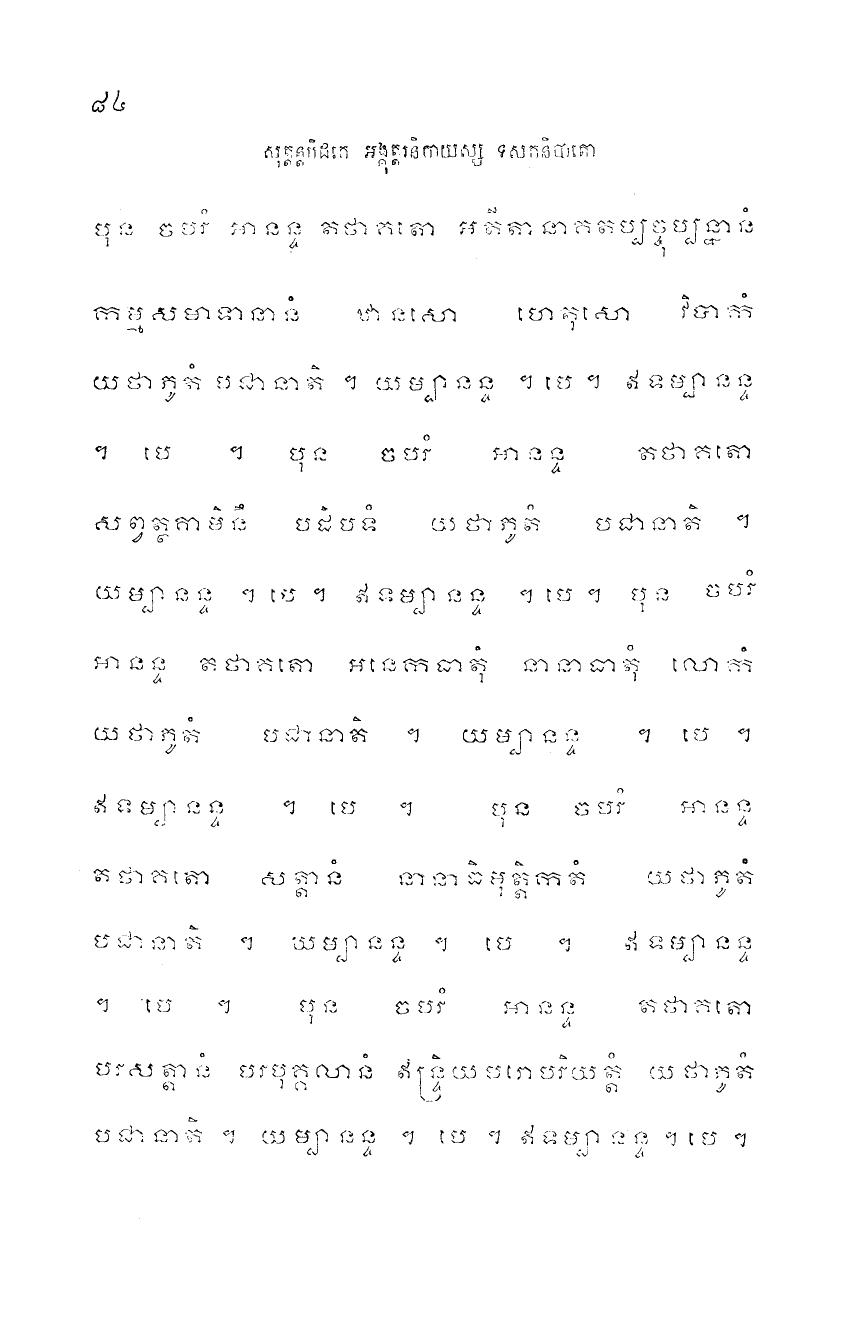 ៨៤
សុត្តន្តបិដកេ អង្គុត្តរនិកាយស្ស ទសកនិបាតោ
បុន ចបរំ អានន្ទ តថាគតោ អតីតានាគតប្បច្ចុប្បន្នានំ
កម្មសមាទានានំ ឋានសោ ហេតុសោ វិបាកំ
យថាភូតំ បជានាតិ ។ យម្បានន្ទ ។ បេ ។ ឥទម្បានន្ទ
។ បេ ។ បុន ចបរំ អានន្ទ តថាគតោ
សព្វត្ថគាមិនឹ បដិបទំ យថាភូតំ បជានាតិ ។
យម្បានន្ទ ។ បេ ។ ឥទម្បានន្ទ ។ បេ ។ បុន ចបរំ
អានន្ទ តថាគតោ អនេកធាតុំ នានាធាតុំ លោកំ
យថាភូតំ បជានាតិ ។ យម្បានន្ទ ។ បេ ។
ឥទម្បានន្ទ ។ បេ ។ បុន ចបរំ អានន្ទ
តថាគតោ សត្តានំ នានាធិមុត្តិកតំ យថាភូតំ
បជានាតិ ។ យម្បានន្ទ ។ បេ ។ ឥទម្បានន្ទ
។ បេ ។ បុន ចបរំ អានន្ទ តថាគតោ
បរសត្តានំ បរបុគ្គលានំ ឥន្ទ្រិយបរោបរិយត្តំ យថាភូតំ
បជានាតិ ។ យម្បានន្ទ ។ បេ ។ ឥទម្បានន្ទ ។ បេ ។